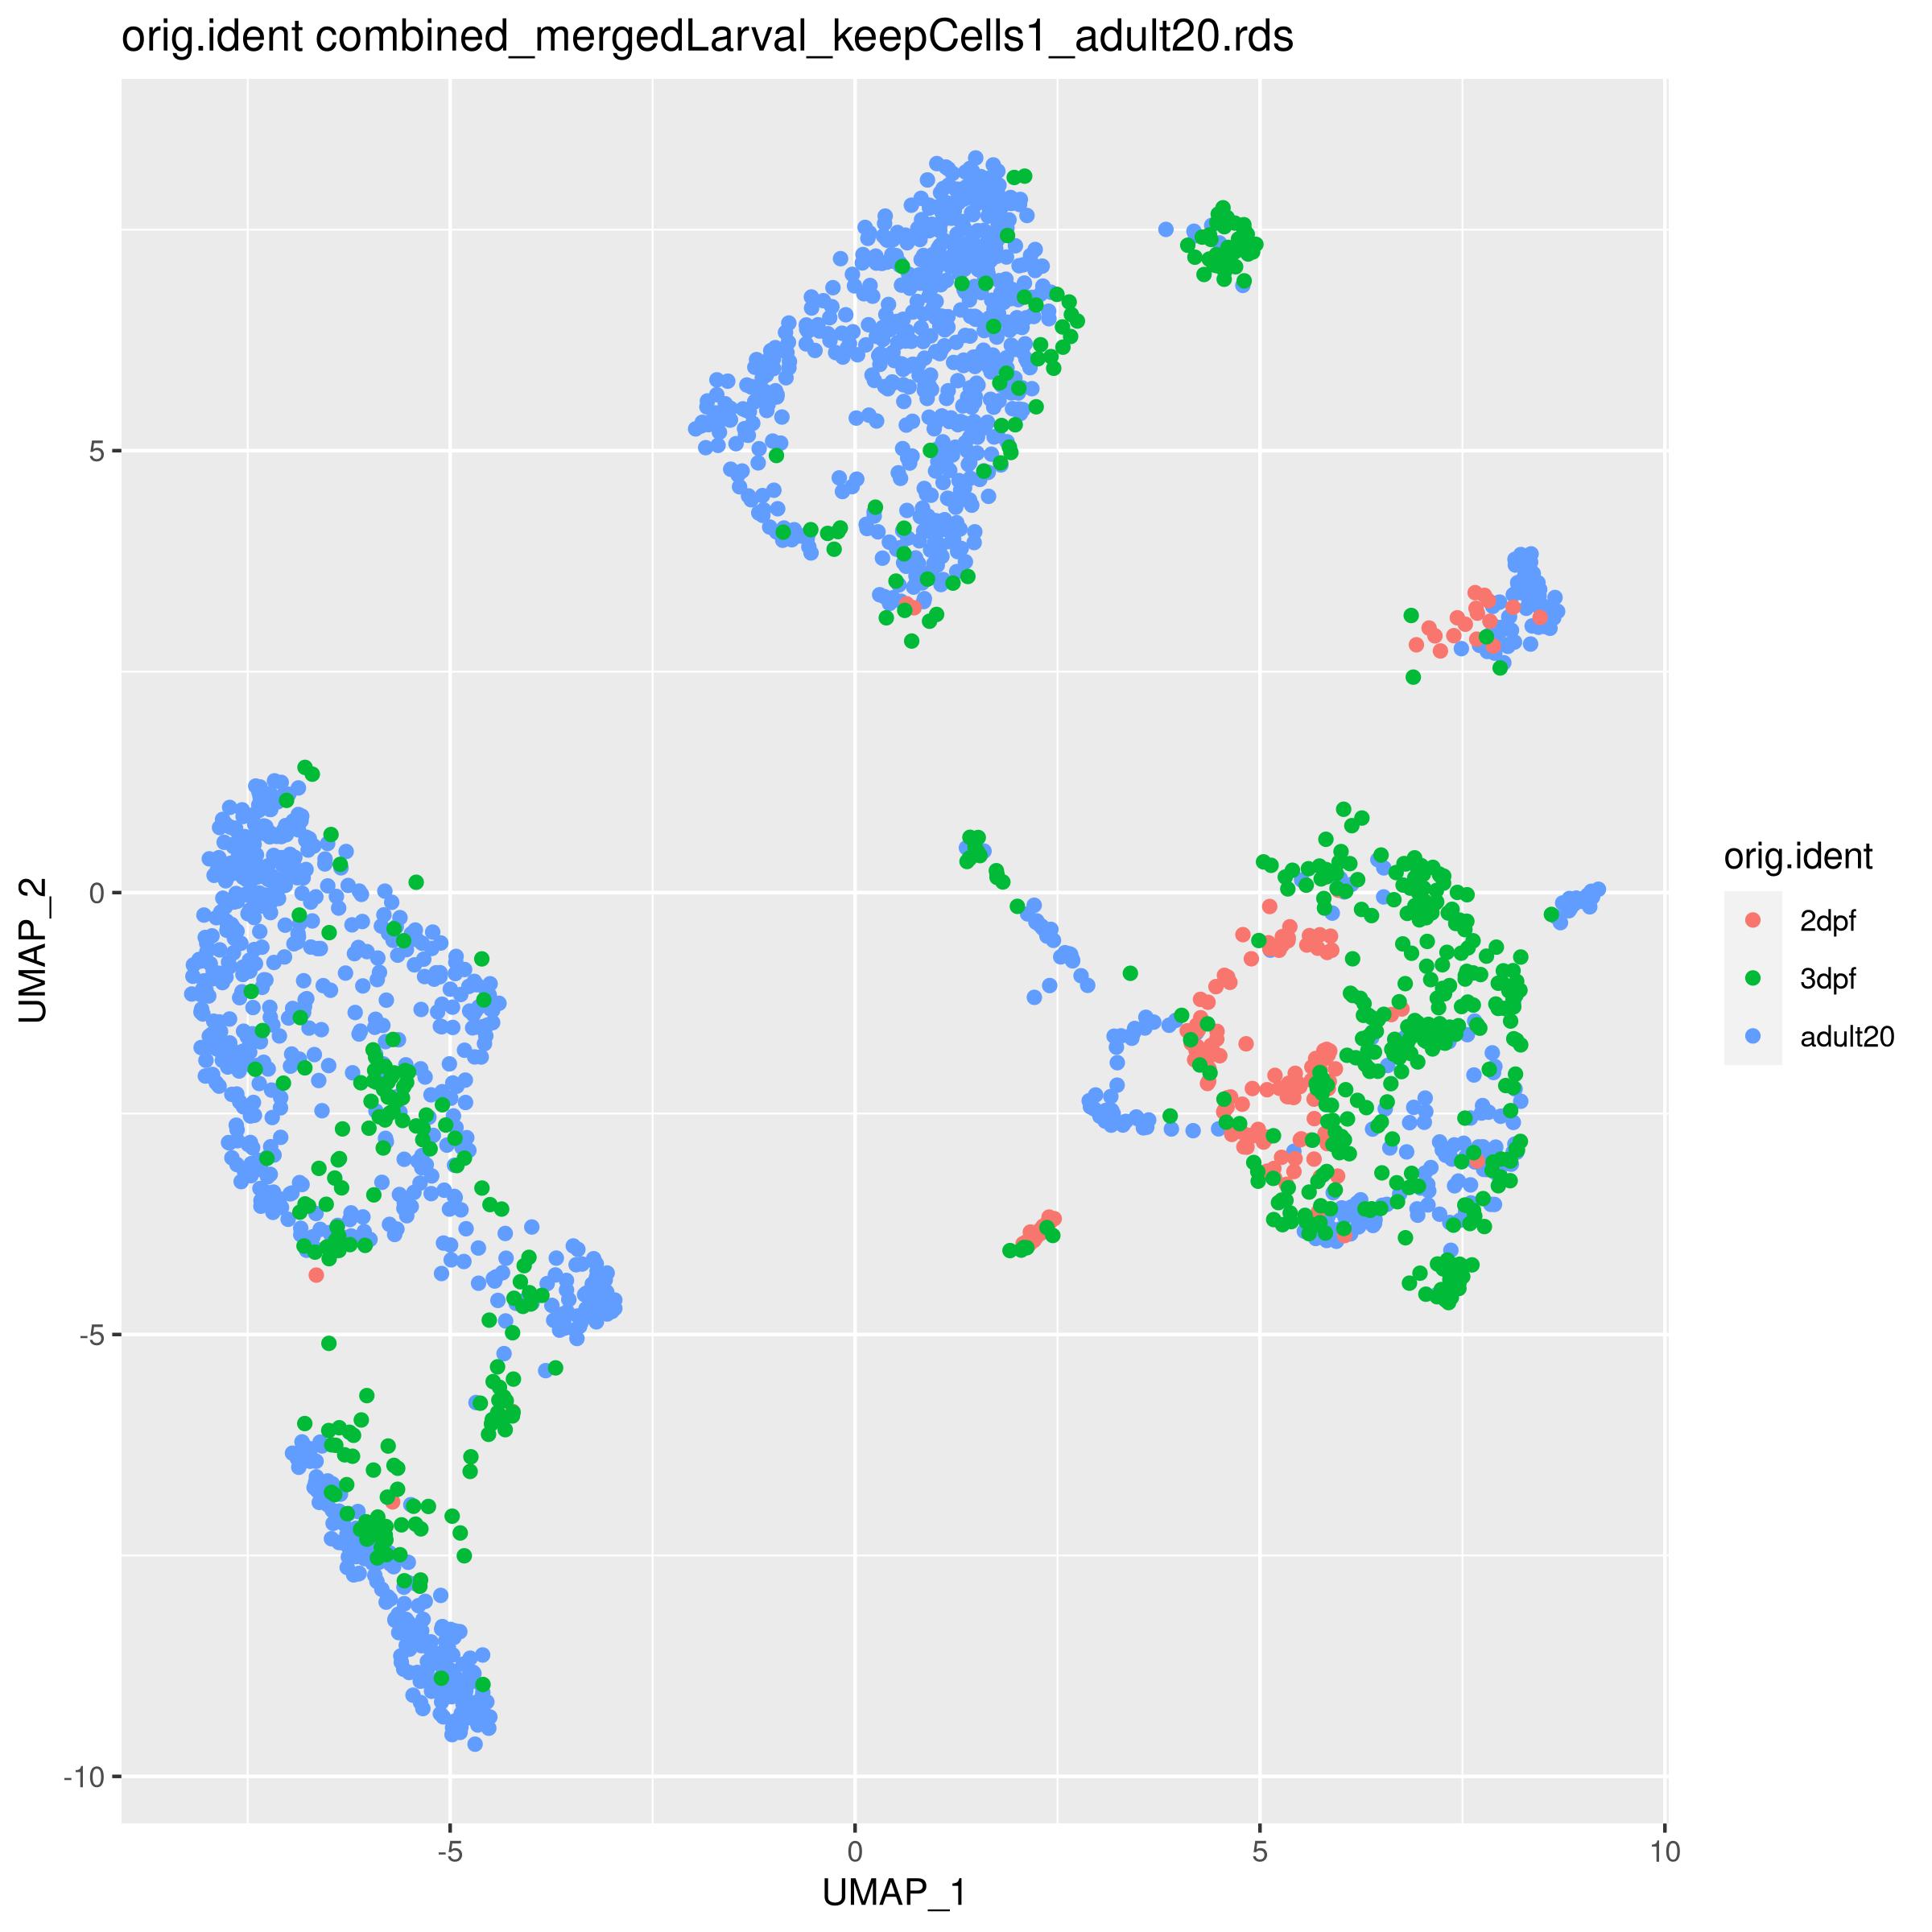 orig.ident combined_mergedLarval_keepCells1_adult20.rds
UMAP_2
5
0
-5
-10
-5
0
5
10
UMAP_1
orig.ident
2dpf
3dpf
adult20